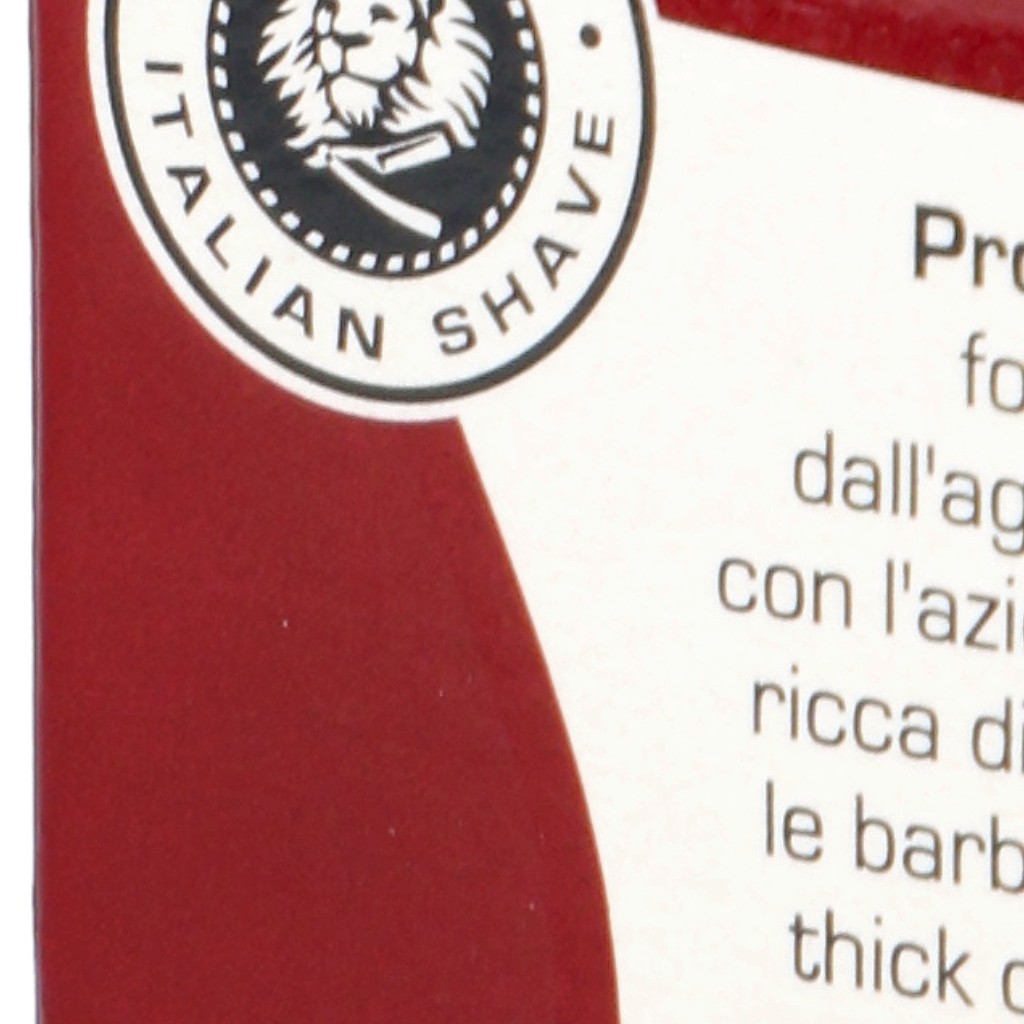 ITALIAN SHAVE •
Pro
fo
dall'ag
con l'azi
ricca di
le barb
thick